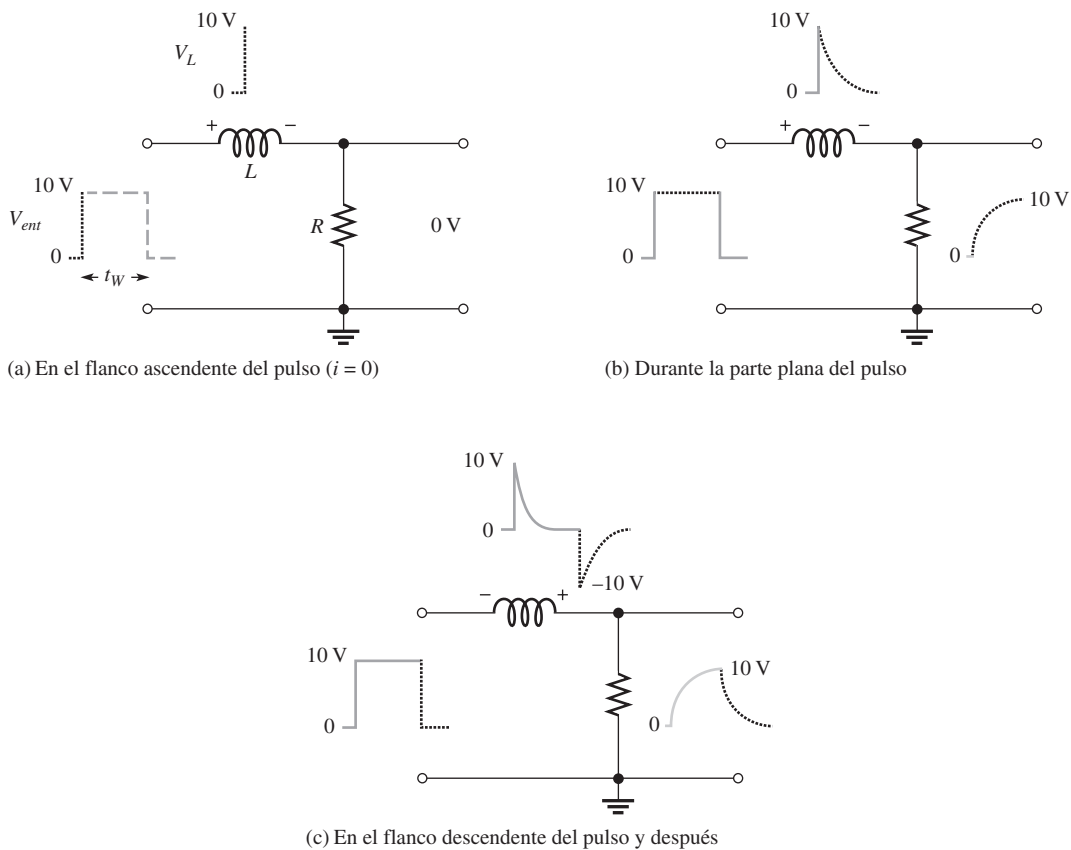 10 V
V_L
0
+ −
L
10 V
V_ent
0
t_W
R
0 V
(a) En el flanco ascendente del pulso (i = 0)
10 V
0
+ −
10 V
0
10 V
0
(b) Durante la parte plana del pulso
10 V
0
–10 V
− +
10 V
0
10 V
0
(c) En el flanco descendente del pulso y después